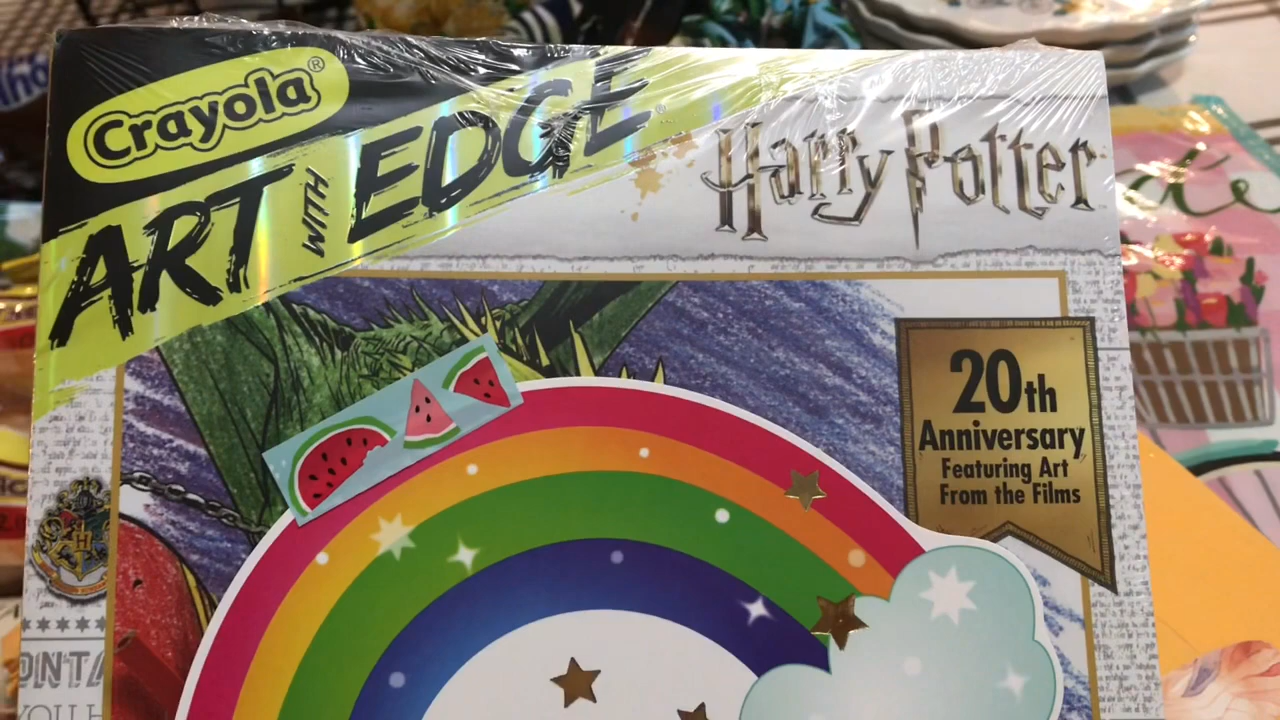 Crayola®
ART WITH EDGE®
Harry Potter
20th
Anniversary
Featuring Art
From the Films